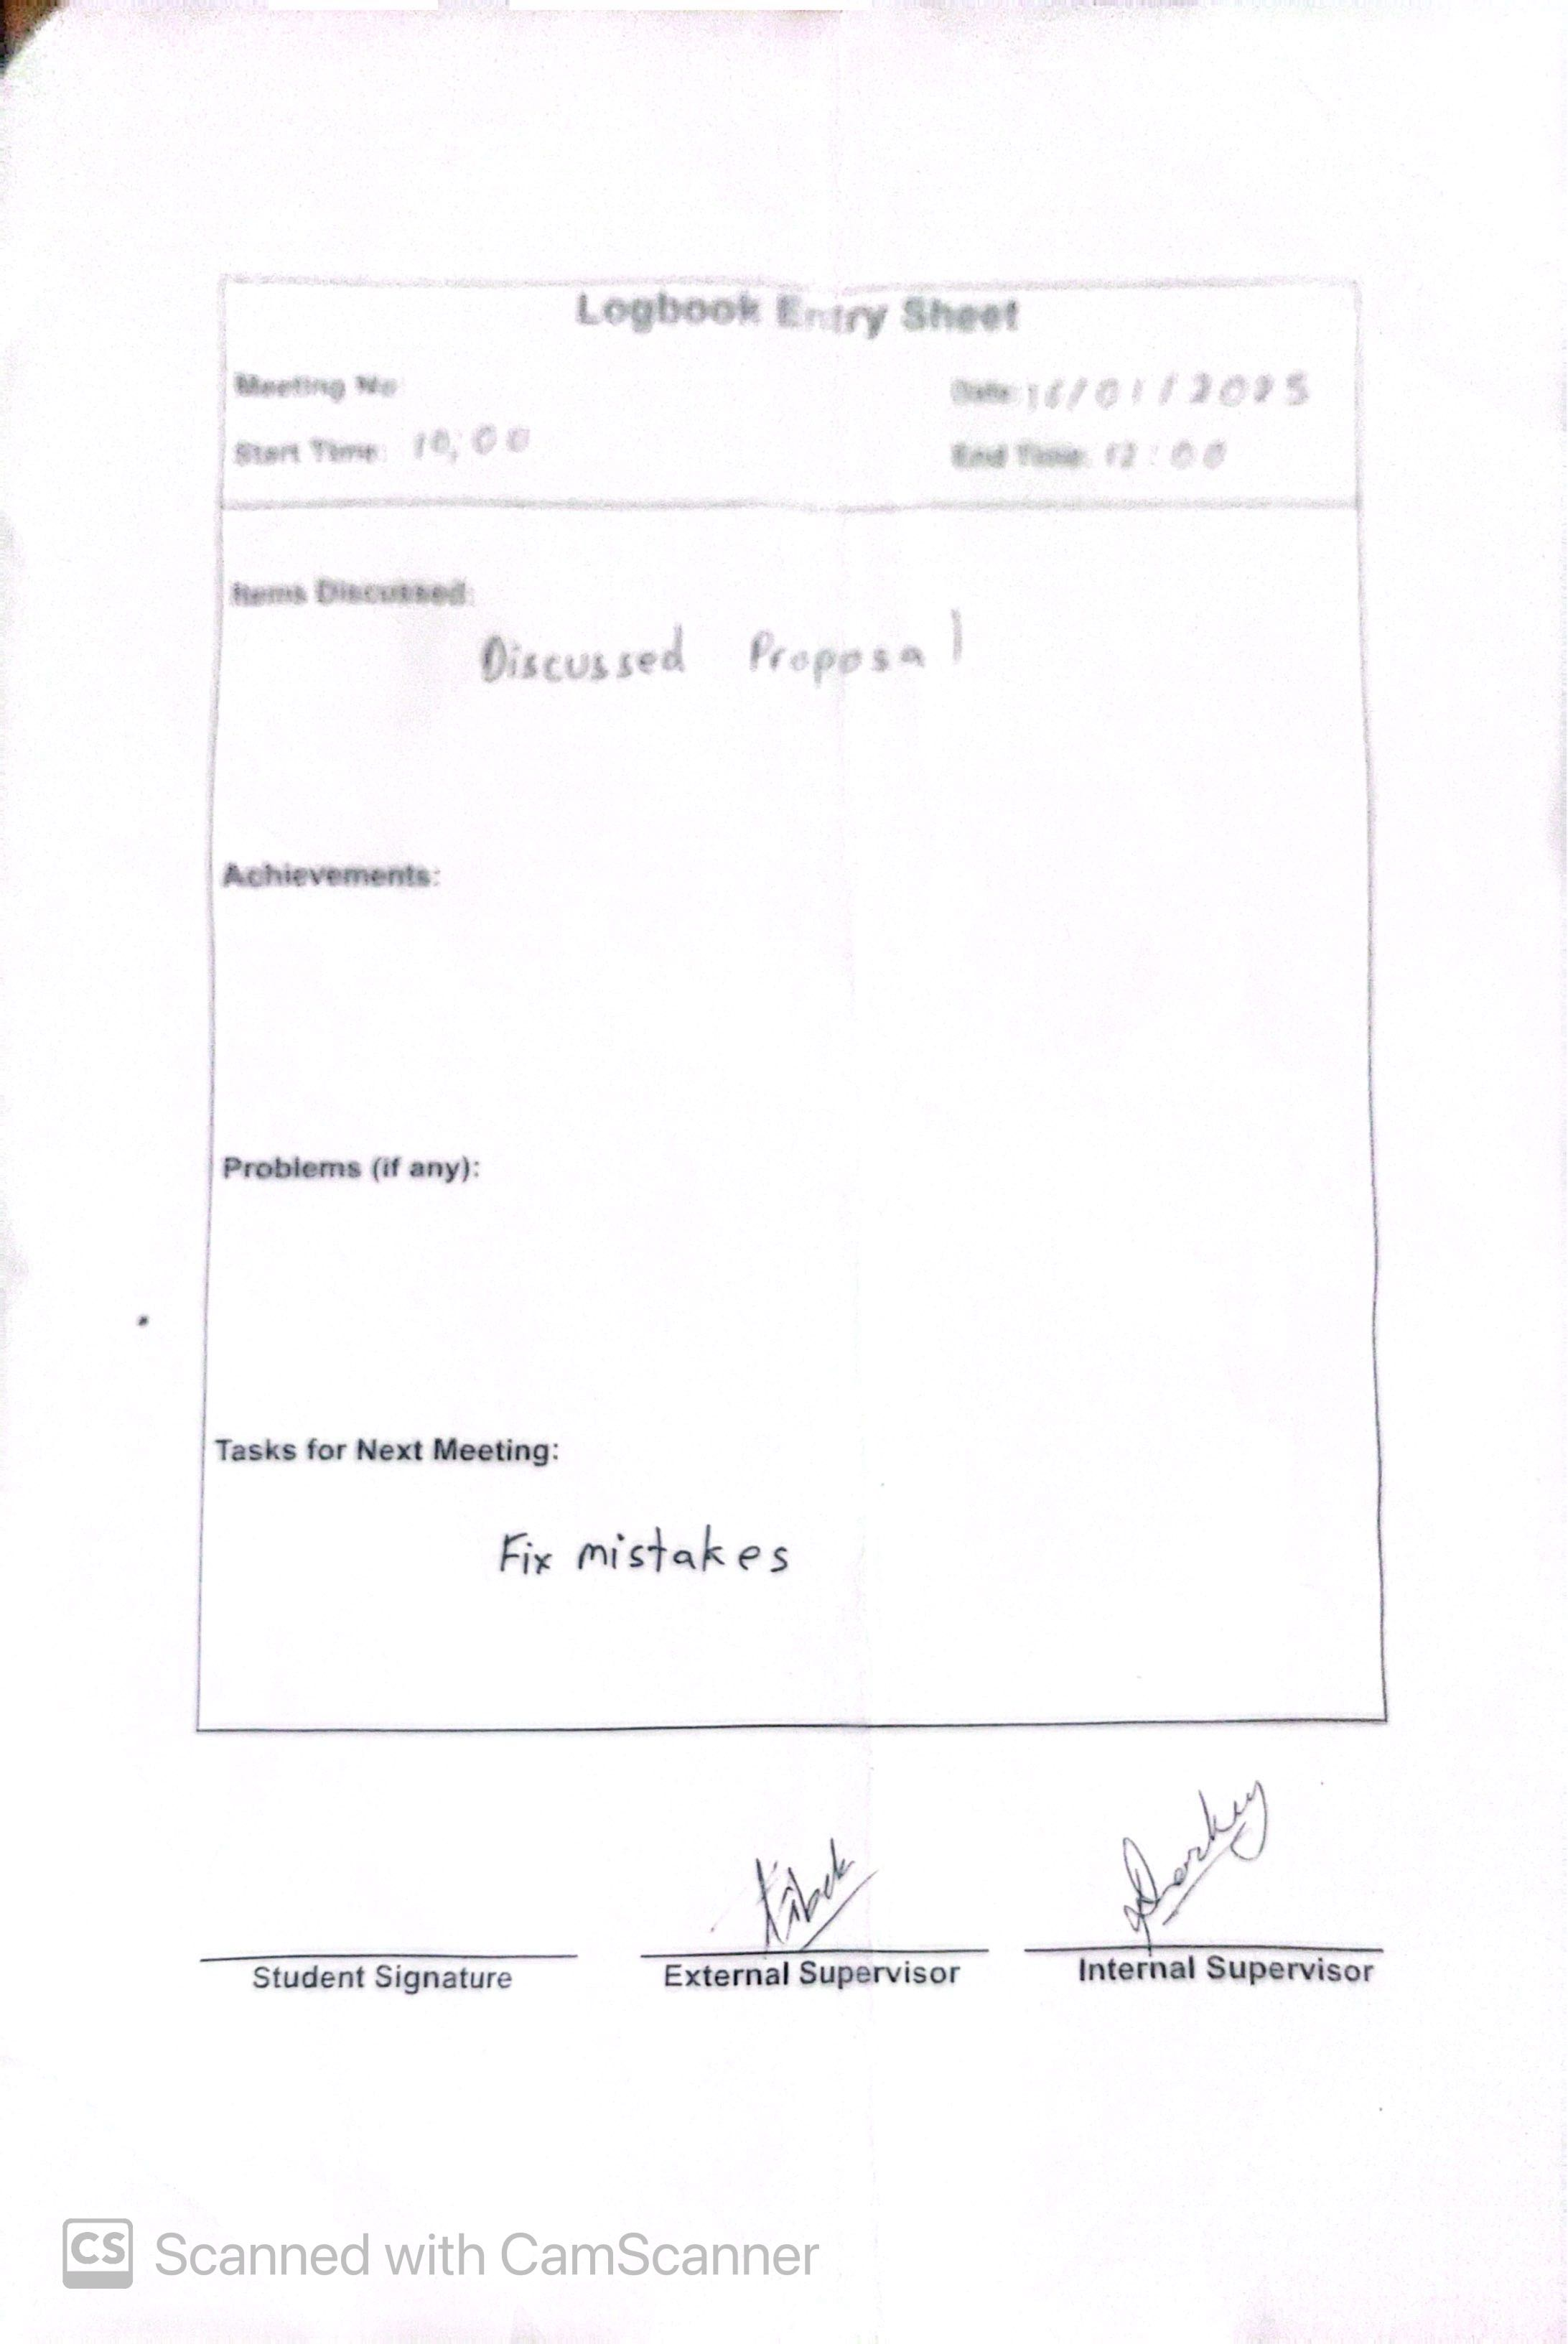 Logbook Entry Sheet
Meeting No
Date: 16/01/2025
Start Time: 10:00
End Time: 12:00
Items Discussed:
Discussed Proposal
Achievements:
Problems (if any):
Tasks for Next Meeting:
Fix mistakes
Student Signature
External Supervisor
Internal Supervisor
CS Scanned with CamScanner